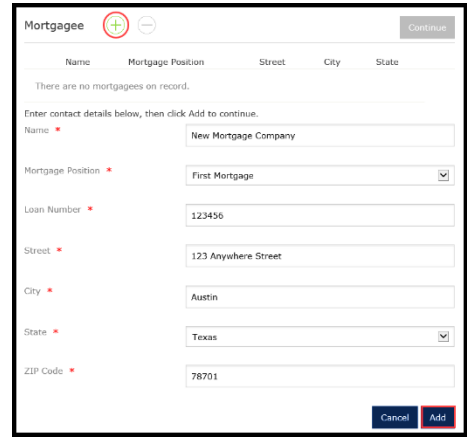 Mortgagee Continue
Name Mortgage Position Street City State
There are no mortgagees on record.
Enter contact details below, then click Add to continue.
Name * New Mortgage Company
Mortgage Position * First Mortgage
Loan Number * 123456
Street * 123 Anywhere Street
City * Austin
State * Texas
ZIP Code * 78701
Cancel Add